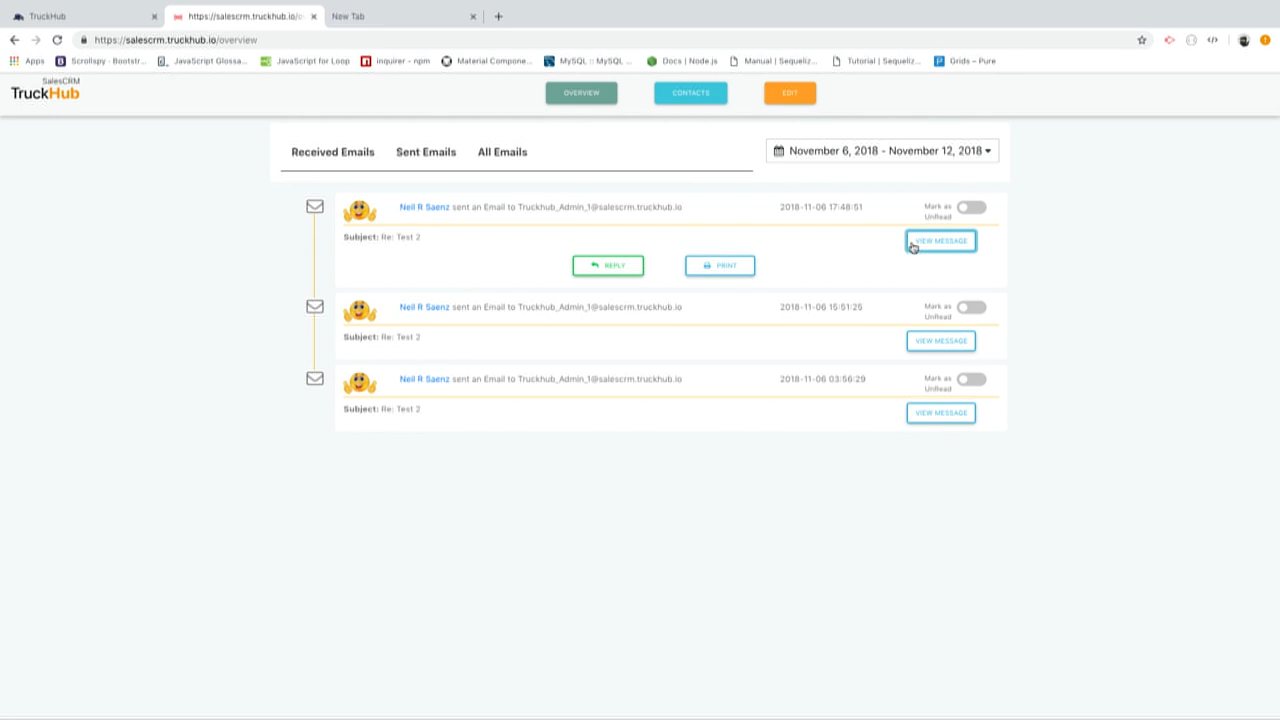 TruckHub
https://salescrm.truckhub.io/o
New Tab
https://salescrm.truckhub.io/overview
Apps
Scrollspy · Bootstr...
JavaScript Glossa...
JavaScript for Loop
inquirer - npm
Material Compone...
MySQL :: MySQL ...
Docs | Node.js
Manual | Sequeliz...
Tutorial | Sequeliz...
Grids – Pure
SalesCRM
TruckHub
OVERVIEW
CONTACTS
EDIT
Received Emails
Sent Emails
All Emails
November 6, 2018 - November 12, 2018
Neil R Saenz sent an Email to Truckhub_Admin_1@salescrm.truckhub.io
2018-11-06 17:48:51
Mark as
UnRead
Subject: Re: Test 2
VIEW MESSAGE
REPLY
PRINT
Neil R Saenz sent an Email to Truckhub_Admin_1@salescrm.truckhub.io
2018-11-06 15:51:25
Mark as
UnRead
Subject: Re: Test 2
VIEW MESSAGE
Neil R Saenz sent an Email to Truckhub_Admin_1@salescrm.truckhub.io
2018-11-06 03:56:29
Mark as
UnRead
Subject: Re: Test 2
VIEW MESSAGE